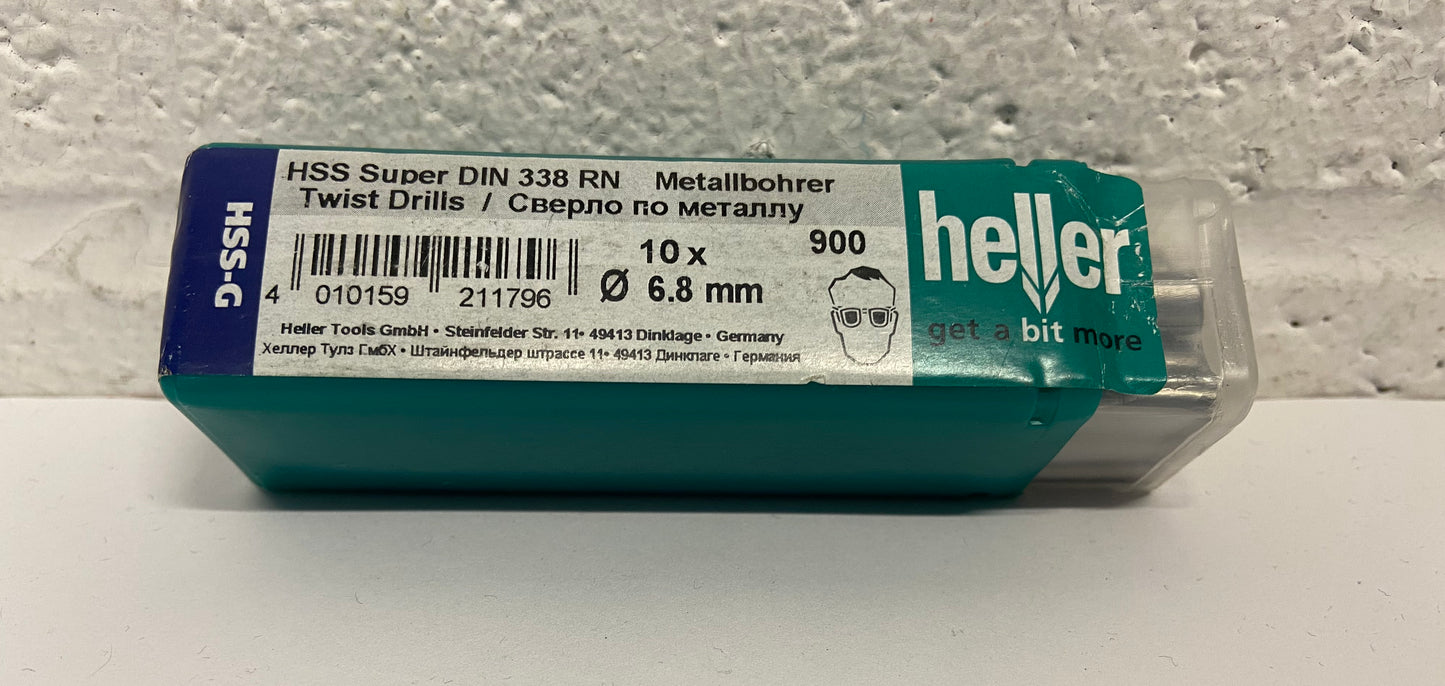 HSS-G
HSS Super DIN 338 RN Metallbohrer
Twist Drills / Сверло по металлу
10 x 900
Ø 6.8 mm
4 010159 211796
Heller Tools GmbH • Steinfelder Str. 11• 49413 Dinklage • Germany
Хеллер Тулз ГмбХ • Штайнфельдер штрассе 11• 49413 Динклаге • Германия
heller
get a bit more